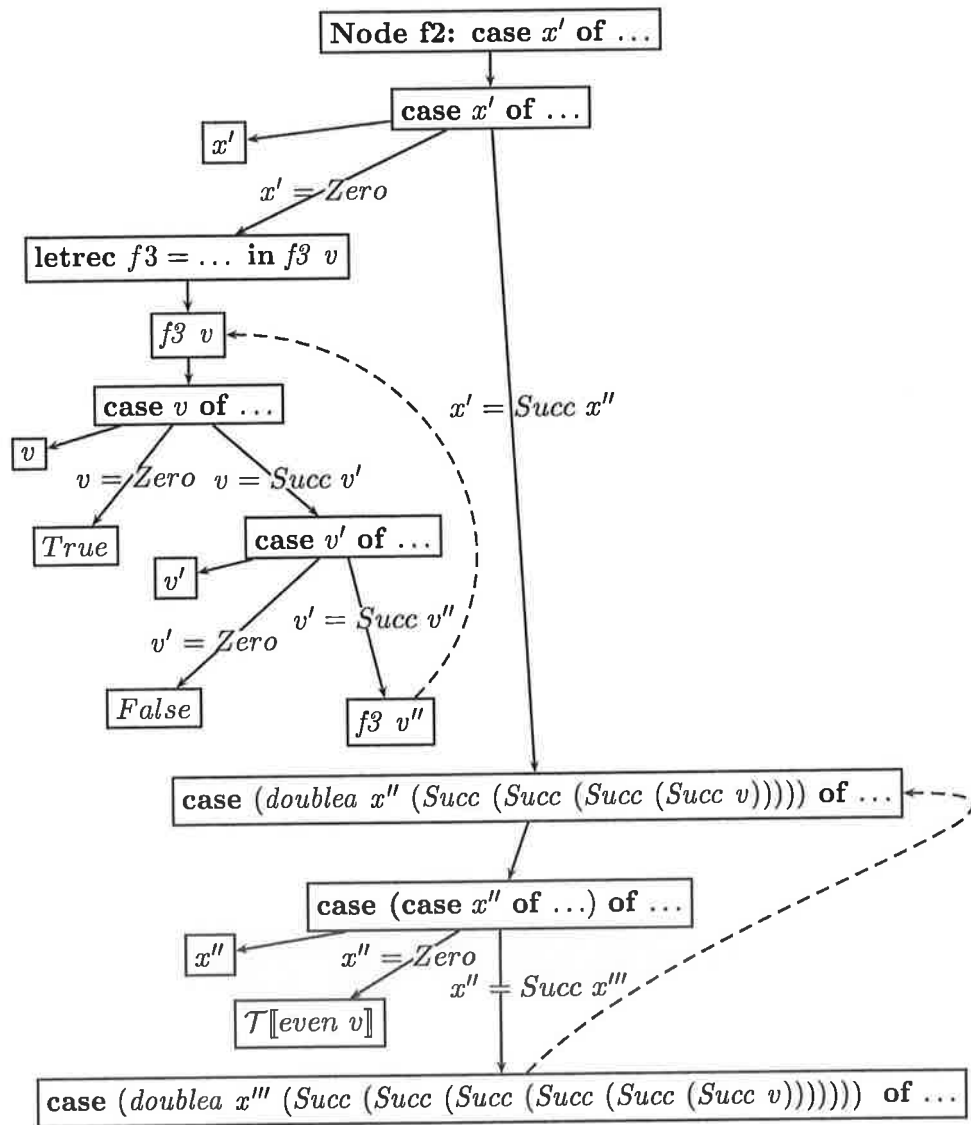 Node f2: case x′ of …
case x′ of …
x′
x′ = Zero
letrec f3 = … in f3 v
f3 v
case v of …
x′ = Succ x″
v
v = Zero
v = Succ v′
True
case v′ of …
v′
v′ = Zero
v′ = Succ v″
False
f3 v″
case (doublea x″ (Succ (Succ (Succ (Succ v))))) of …
case (case x″ of …) of …
x″
x″ = Zero
x″ = Succ x‴
𝒯⟦even v⟧
case (doublea x‴ (Succ (Succ (Succ (Succ (Succ (Succ v))))))) of …